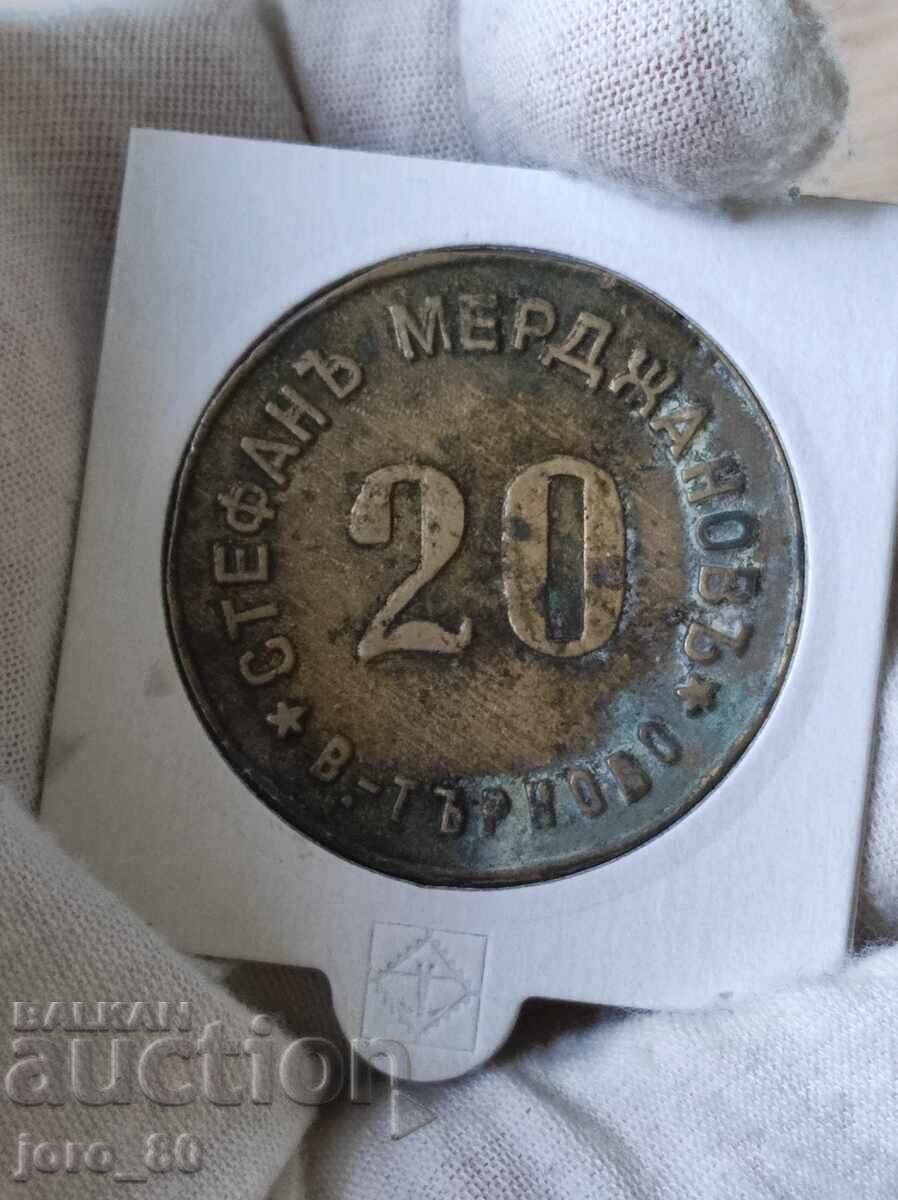 СТЕФАНЪ МЕРДЖАНОВЪ
20
★ В.-ТЪРНОВО ★
BALKAN
auction
joro_80